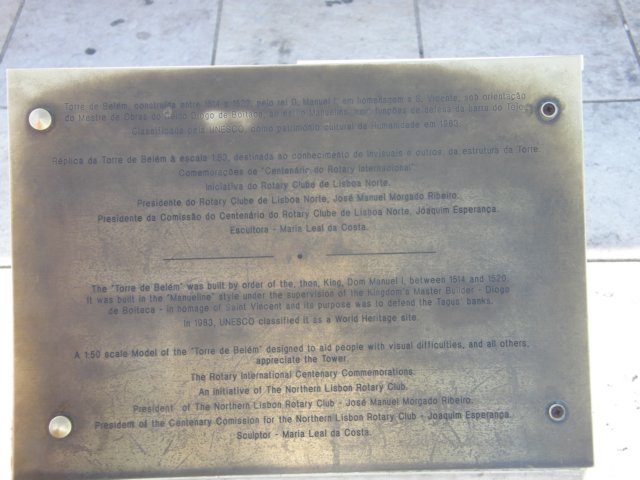 Torre de Belém, construída entre 1514 e 1520, pelo rei D. Manuel I, em homenagem a S. Vicente, sob orientação
do Mestre de Obras do Reino Diogo de Boitaca, Manuelino, funções de defesa da barra do Tejo.
Classificada pela UNESCO, como património cultural da Humanidade em 1983.
Réplica da Torre de Belém à escala 1:50, destinada ao conhecimento de invisuais e outros, da estrutura da Torre.
Comemorações do "Centenário do Rotary Internacional".
Iniciativa do Rotary Clube de Lisboa Norte.
Presidente do Rotary Clube de Lisboa Norte, José Manuel Morgado Ribeiro.
Presidente da Comissão do Centenário do Rotary Clube de Lisboa Norte, Joaquim Esperança.
Escultora - Maria Leal da Costa.
The "Torre de Belém" was built by order of the, thon, King, Dom Manuel I, between 1514 and 1520.
It was built in the "Manueline" style under the supervision of the Kingdom's Master Builder - Diogo
de Boitaca - in homage of Saint Vincent and its purpose was to defend the Tagus' banks.
In 1983, UNESCO classified it as a World Heritage site.
A 1:50 scale Model of the "Torre de Belém" designed to aid people with visual difficulties, and all others,
appreciate the Tower.
The Rotary International Centenary Commemorations.
An initiative of The Northern Lisbon Rotary Club.
President of The Northern Lisbon Rotary Club - José Manuel Morgado Ribeiro.
President of the Centenary Comission for the Northern Lisbon Rotary Club - Joaquim Esperança.
Sculptor - Maria Leal da Costa.